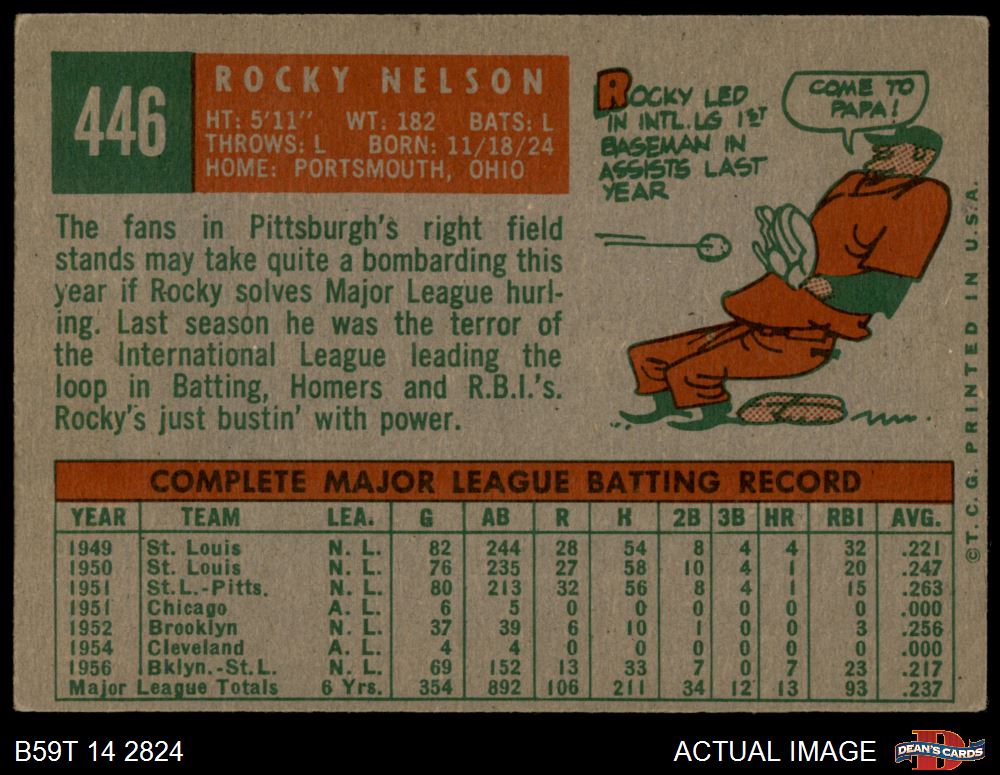 446
ROCKY NELSON
HT: 5'11" WT: 182 BATS: L
THROWS: L BORN: 11/18/24
HOME: PORTSMOUTH, OHIO
The fans in Pittsburgh's right field
stands may take quite a bombarding this
year if Rocky solves Major League hurl-
ing. Last season he was the terror of
the International League leading the
loop in Batting, Homers and R.B.I.'s.
Rocky's just bustin' with power.
ROCKY LED
IN INTL. LG 1ST
BASEMAN IN
ASSISTS LAST
YEAR
COME TO
PAPA!
COMPLETE MAJOR LEAGUE BATTING RECORD
YEAR TEAM LEA. G AB R H 2B 3B HR RBI AVG.
1949 St. Louis N. L. 82 244 28 54 8 4 4 32 .221
1950 St. Louis N. L. 76 235 27 58 10 4 1 20 .247
1951 St.L.-Pitts. N. L. 80 213 32 56 8 4 1 15 .263
1951 Chicago A. L. 6 5 0 0 0 0 0 0 .000
1952 Brooklyn N. L. 37 39 6 10 1 0 0 3 .256
1954 Cleveland A. L. 4 4 0 0 0 0 0 0 .000
1956 Bklyn.-St.L. N. L. 69 152 13 33 7 0 7 23 .217
Major League Totals 6 Yrs. 354 892 106 211 34 12 13 93 .237
© T. C. G. PRINTED IN U.S.A.
B59T 14 2824
ACTUAL IMAGE
DEAN'S CARDS